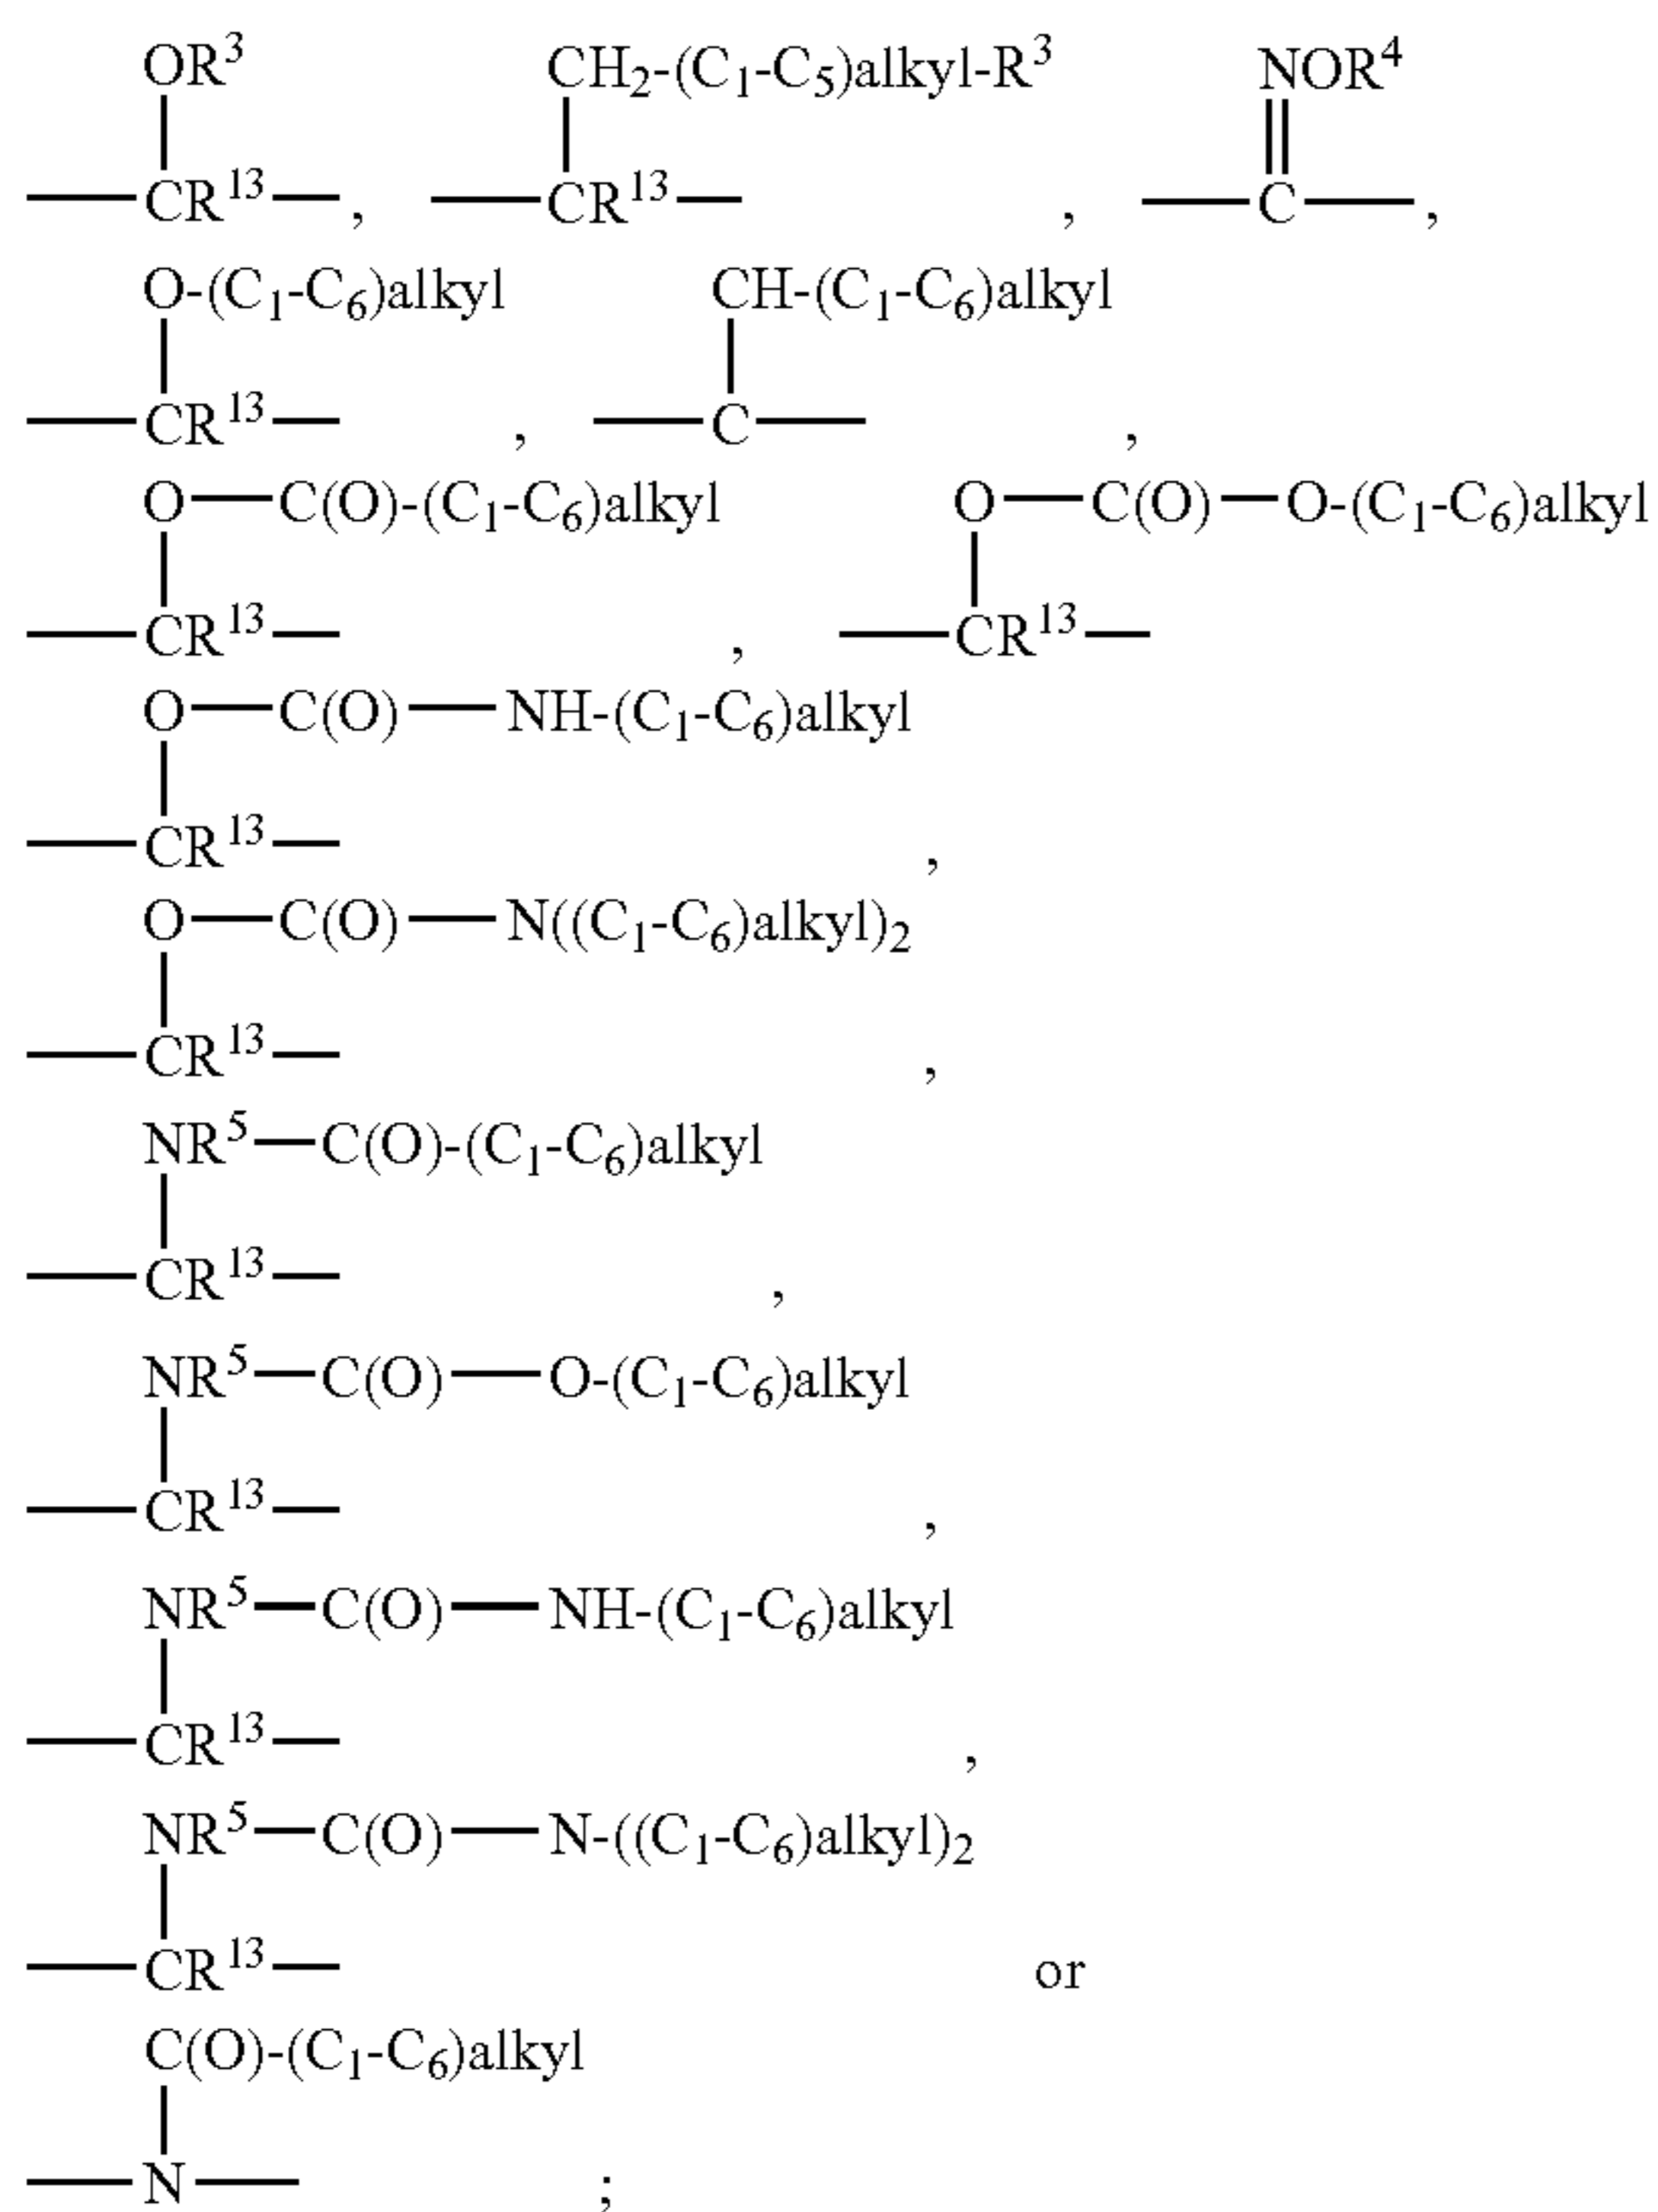 OR³ CH₂-(C₁-C₅)alkyl-R³ NOR⁴
CR¹³ , CR¹³ , C ,
O-(C₁-C₆)alkyl CH-(C₁-C₆)alkyl
CR¹³ , C ,
O—C(O)-(C₁-C₆)alkyl O—C(O)—O-(C₁-C₆)alkyl
CR¹³ , CR¹³
O—C(O)—NH-(C₁-C₆)alkyl
CR¹³ ,
O—C(O)—N((C₁-C₆)alkyl)₂
CR¹³ ,
NR⁵—C(O)-(C₁-C₆)alkyl
CR¹³ ,
NR⁵—C(O)—O-(C₁-C₆)alkyl
CR¹³ ,
NR⁵—C(O)—NH-(C₁-C₆)alkyl
CR¹³ ,
NR⁵—C(O)—N-((C₁-C₆)alkyl)₂
CR¹³ or
C(O)-(C₁-C₆)alkyl
N ;